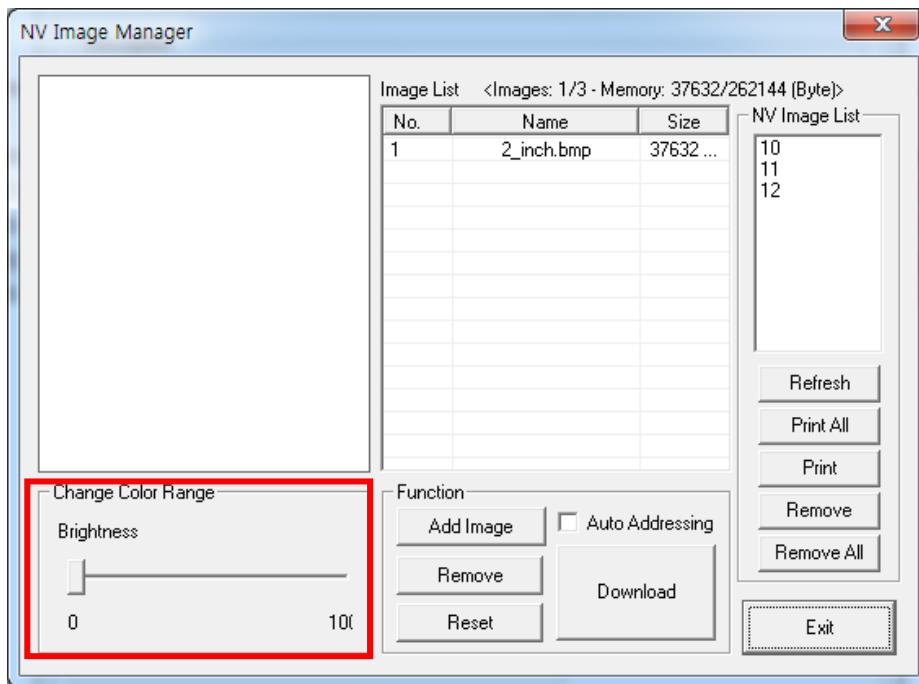 NV Image Manager
Image List <Images: 1/3 - Memory: 37632/262144 (Byte)>
No. Name Size
1 2_inch.bmp 37632 ...
NV Image List
10
11
12
Refresh
Print All
Print
Remove
Remove All
Exit
Change Color Range
Brightness
0 10(
Function
Add Image
Auto Addressing
Remove
Download
Reset